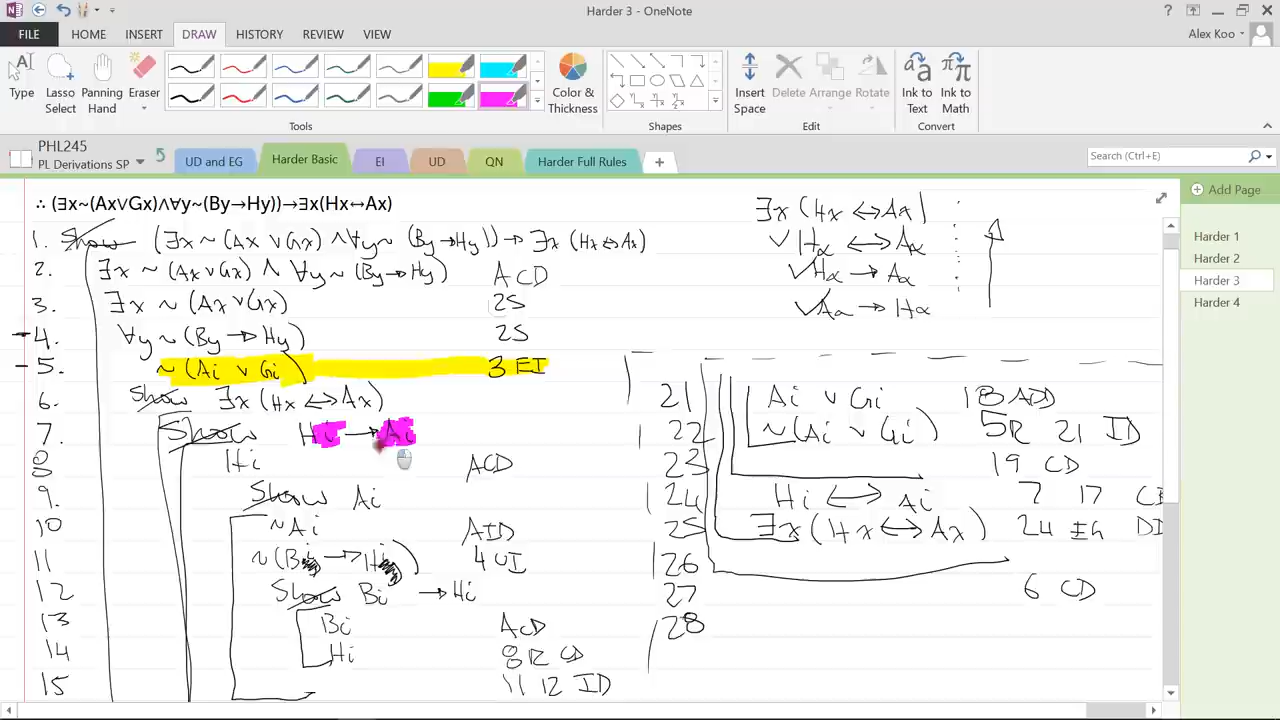 Harder 3 - OneNote
FILE HOME INSERT DRAW HISTORY REVIEW VIEW Alex Koo
Type Lasso Select Panning Hand Eraser Color & Thickness Insert Space Delete Arrange Rotate Ink to Text Ink to Math
Tools Shapes Edit Convert
PHL245
PL Derivations SP UD and EG Harder Basic EI UD QN Harder Full Rules Search (Ctrl+E)
Add Page
Harder 1
Harder 2
Harder 3
Harder 4
∴ (∃x~(Ax∨Gx)∧∀y~(By→Hy))→∃x(Hx↔Ax)
1. Show (∃x ~ (Ax ∨ Gx) ∧ ∀y ~ (By → Hy)) → ∃x (Hx ↔ Ax)
2. ∃x ~ (Ax ∨ Gx) ∧ ∀y ~ (By → Hy) ACD
3. ∃x ~ (Ax ∨ Gx) 2S
4. ∀y ~ (By → Hy) 2S
5. ~ (Ai ∨ Gi) 3 EI
6. Show ∃x (Hx ↔ Ax)
7. Show Hi → Ai
8 Hi ACD
9. Show Ai
10 ~Ai AID
11 ~(Bi → Hi) 4 UI
12 Show Bi → Hi
13 Bi ACD
14 Hi 8R CD
15 11 12 ID
∃x (Hx ↔ Ax)
✓ Hα ↔ Aα
✓ Hα → Aα
✓ Aα → Hα
21 Ai ∨ Gi 18 ADD
22 ~(Ai ∨ Gi) 5R 21 ID
23 19 CD
24 Hi ↔ Ai 7 17 CB
25 ∃x (Hx ↔ Ax) 24 EG DD
26
27 6 CD
28